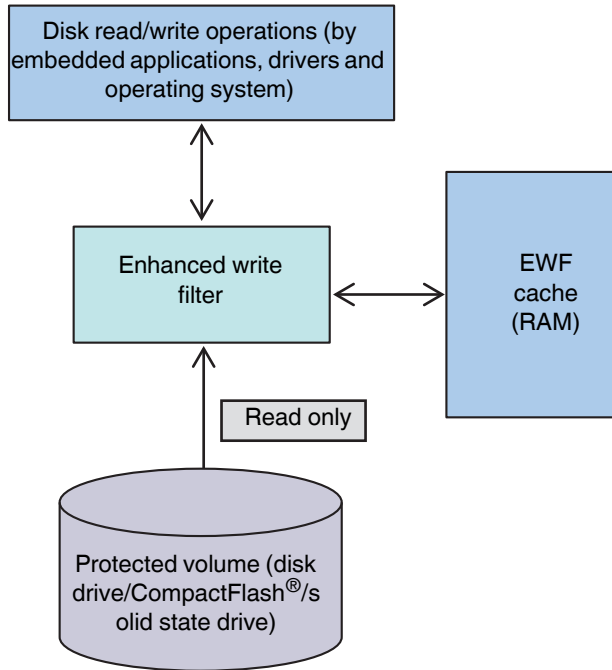 Disk read/write operations (by
embedded applications, drivers and
operating system)
Enhanced write
filter
EWF
cache
(RAM)
Read only
Protected volume (disk
drive/CompactFlash®/s
olid state drive)